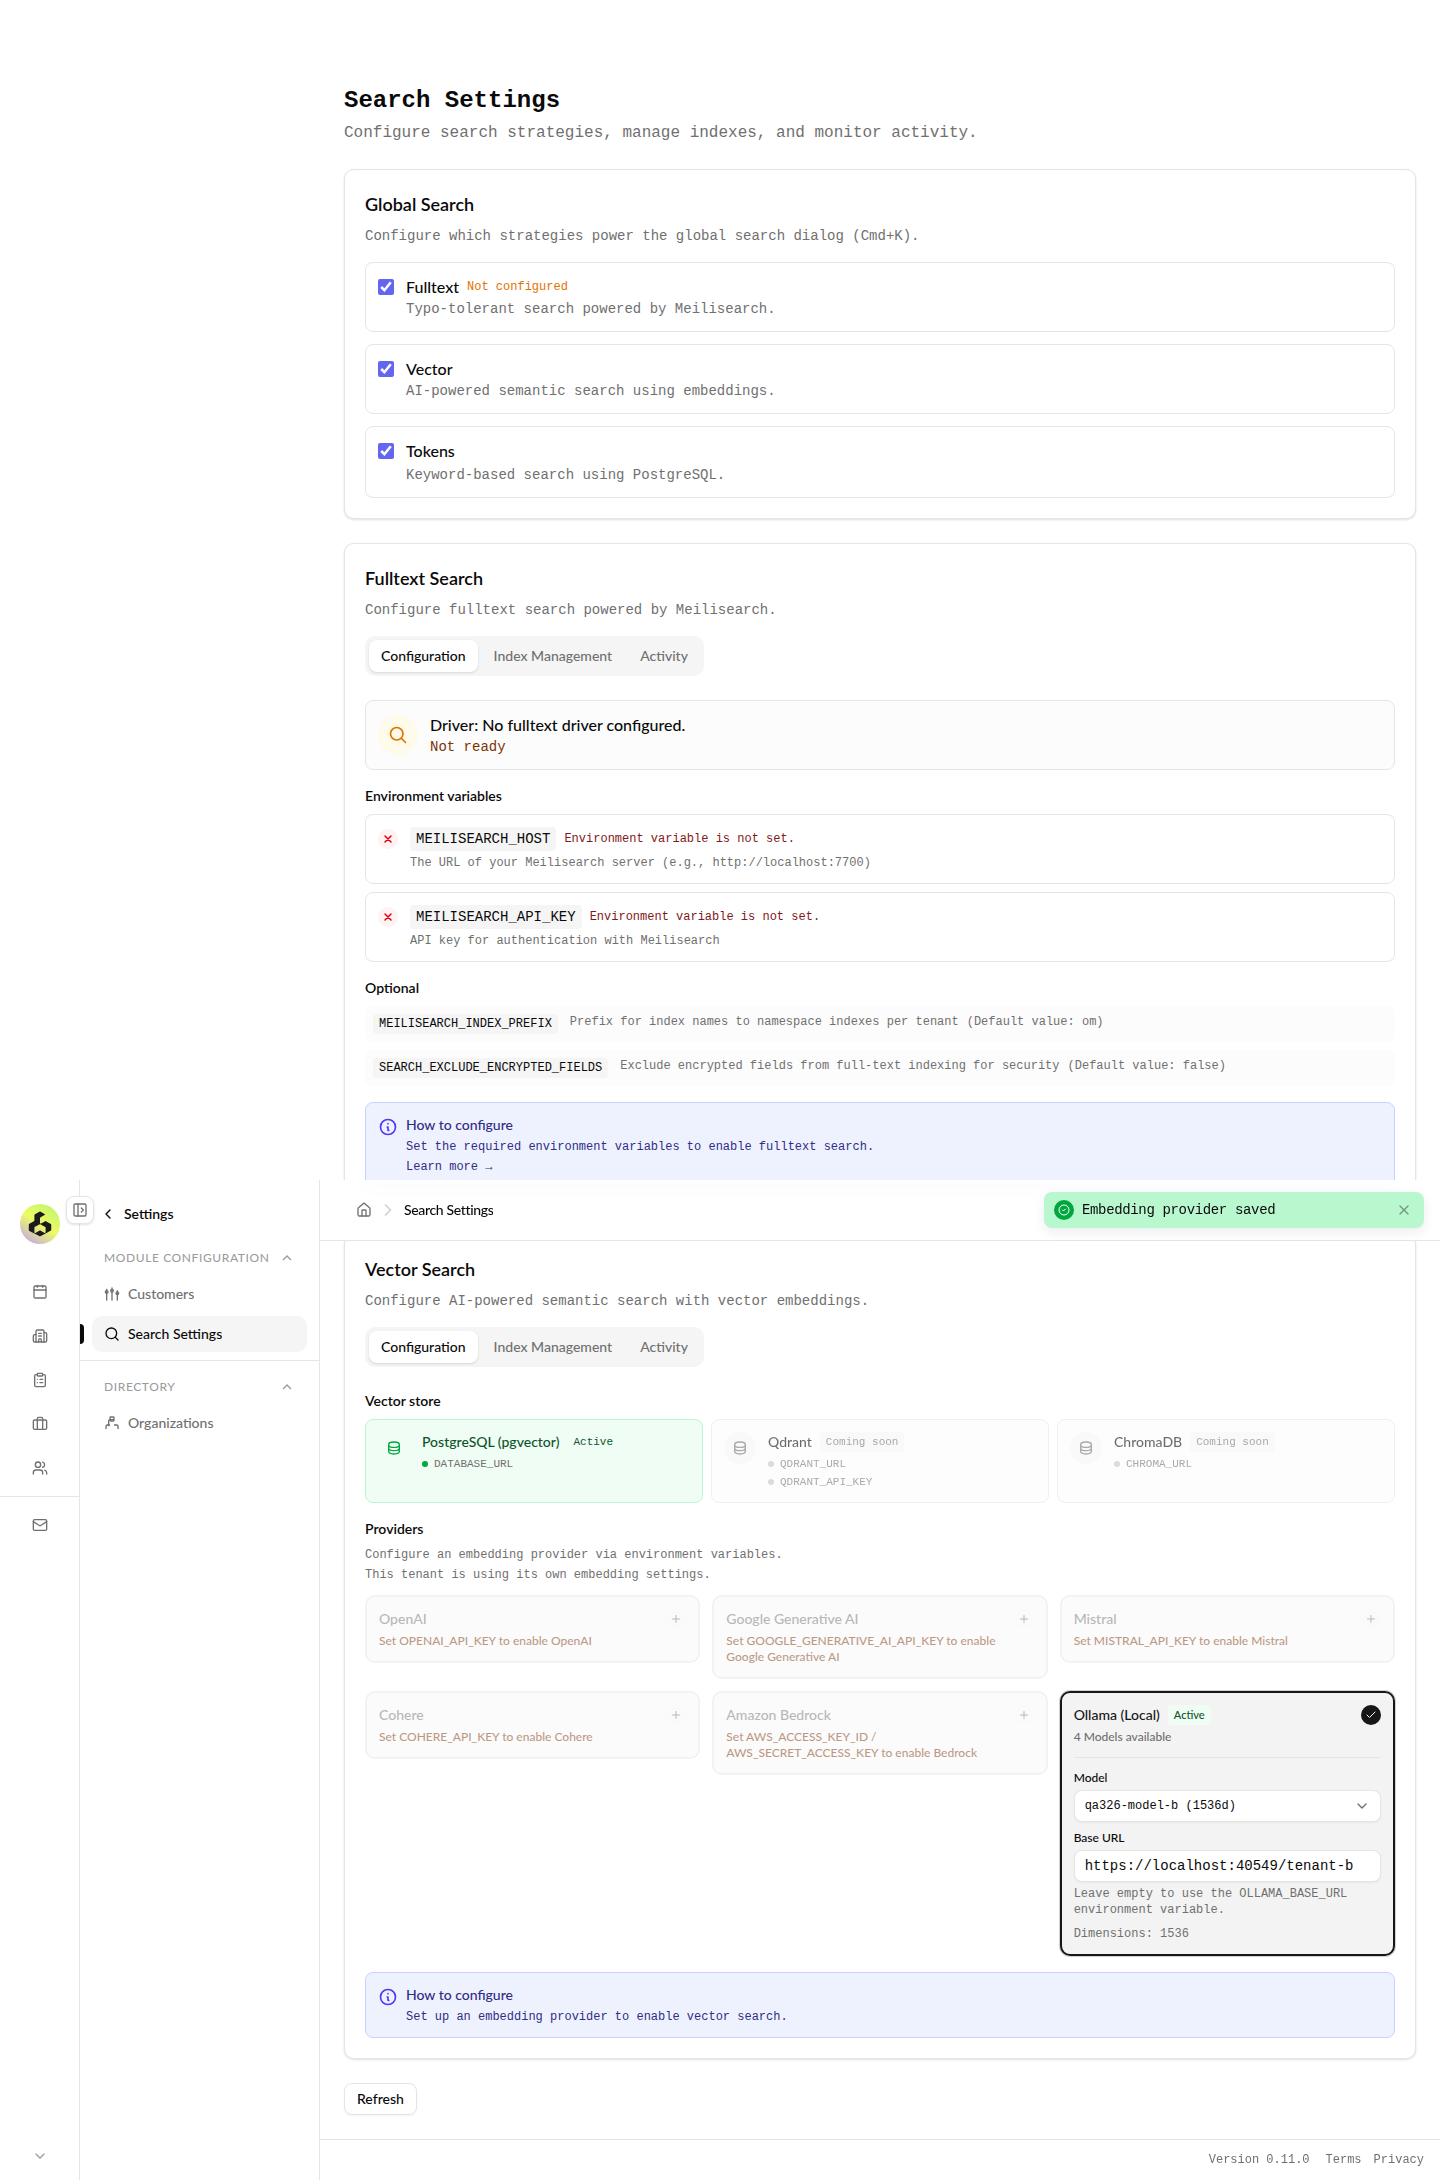 Search Settings
Configure search strategies, manage indexes, and monitor activity.
Global Search
Configure which strategies power the global search dialog (Cmd+K).
Fulltext Not configured
Typo-tolerant search powered by Meilisearch.
Vector
AI-powered semantic search using embeddings.
Tokens
Keyword-based search using PostgreSQL.
Fulltext Search
Configure fulltext search powered by Meilisearch.
Configuration Index Management Activity
Driver: No fulltext driver configured.
Not ready
Environment variables
MEILISEARCH_HOST Environment variable is not set.
The URL of your Meilisearch server (e.g., http://localhost:7700)
MEILISEARCH_API_KEY Environment variable is not set.
API key for authentication with Meilisearch
Optional
MEILISEARCH_INDEX_PREFIX Prefix for index names to namespace indexes per tenant (Default value: om)
SEARCH_EXCLUDE_ENCRYPTED_FIELDS Exclude encrypted fields from full-text indexing for security (Default value: false)
How to configure
Set the required environment variables to enable fulltext search.
Learn more →
Settings
MODULE CONFIGURATION
Customers
Search Settings
DIRECTORY
Organizations
Search Settings
Embedding provider saved
Vector Search
Configure AI-powered semantic search with vector embeddings.
Configuration Index Management Activity
Vector store
PostgreSQL (pgvector) Active
DATABASE_URL
Qdrant Coming soon
QDRANT_URL
QDRANT_API_KEY
ChromaDB Coming soon
CHROMA_URL
Providers
Configure an embedding provider via environment variables.
This tenant is using its own embedding settings.
OpenAI
Set OPENAI_API_KEY to enable OpenAI
Google Generative AI
Set GOOGLE_GENERATIVE_AI_API_KEY to enable
Google Generative AI
Mistral
Set MISTRAL_API_KEY to enable Mistral
Cohere
Set COHERE_API_KEY to enable Cohere
Amazon Bedrock
Set AWS_ACCESS_KEY_ID /
AWS_SECRET_ACCESS_KEY to enable Bedrock
Ollama (Local) Active
4 Models available
Model
qa326-model-b (1536d)
Base URL
https://localhost:40549/tenant-b
Leave empty to use the OLLAMA_BASE_URL
environment variable.
Dimensions: 1536
How to configure
Set up an embedding provider to enable vector search.
Refresh
Version 0.11.0 Terms Privacy